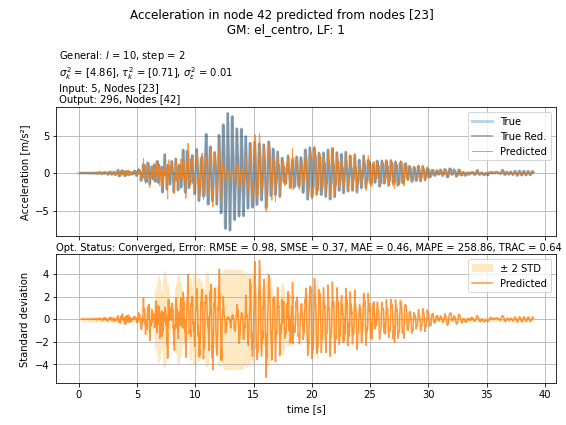 Acceleration in node 42 predicted from nodes [23]
GM: el_centro, LF: 1
General: l = 10, step = 2
σ²ₖ = [4.86], τ²ₖ = [0.71], σ²ε = 0.01
Input: 5, Nodes [23]
Output: 296, Nodes [42]
Acceleration [m/s²]
5
0
−5
True
True Red.
Predicted
Opt. Status: Converged, Error: RMSE = 0.98, SMSE = 0.37, MAE = 0.46, MAPE = 258.86, TRAC = 0.64
Standard deviation
4
2
0
−2
−4
± 2 STD
Predicted
0 5 10 15 20 25 30 35 40
time [s]